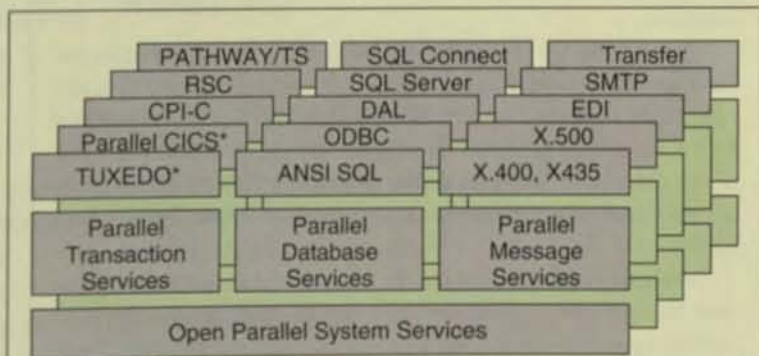 PATHWAY/TS SQL Connect Transfer
RSC SQL Server SMTP
CPI-C DAL EDI
Parallel CICS* ODBC X.500
TUXEDO* ANSI SQL X.400, X435
Parallel
Transaction
Services
Parallel
Database
Services
Parallel
Message
Services
Open Parallel System Services